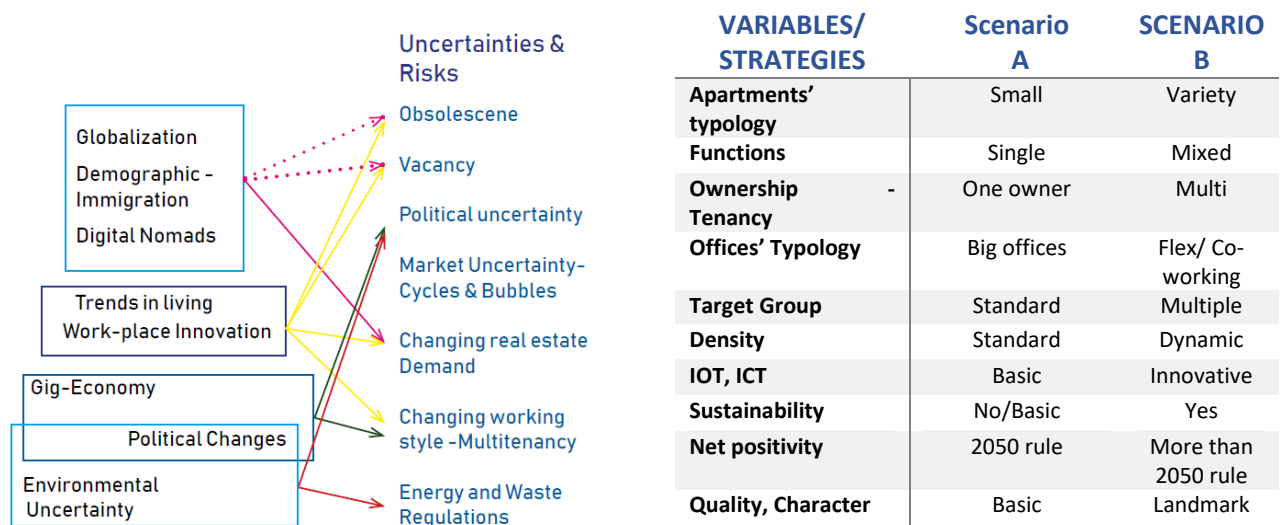 Uncertainties &
Risks
Globalization
Demographic -
Immigration
Digital Nomads
Trends in living
Work-place Innovation
Gig-Economy
Political Changes
Environmental
Uncertainty
Obsolescene
Vacancy
Political uncertainty
Market Uncertainty-
Cycles & Bubbles
Changing real estate
Demand
Changing working
style -Multitenancy
Energy and Waste
Regulations
VARIABLES/ Scenario SCENARIO
STRATEGIES A B
Apartments' Small Variety
typology
Functions Single Mixed
Ownership - One owner Multi
Tenancy
Offices' Typology Big offices Flex/ Co-
working
Target Group Standard Multiple
Density Standard Dynamic
IOT, ICT Basic Innovative
Sustainability No/Basic Yes
Net positivity 2050 rule More than
2050 rule
Quality, Character Basic Landmark